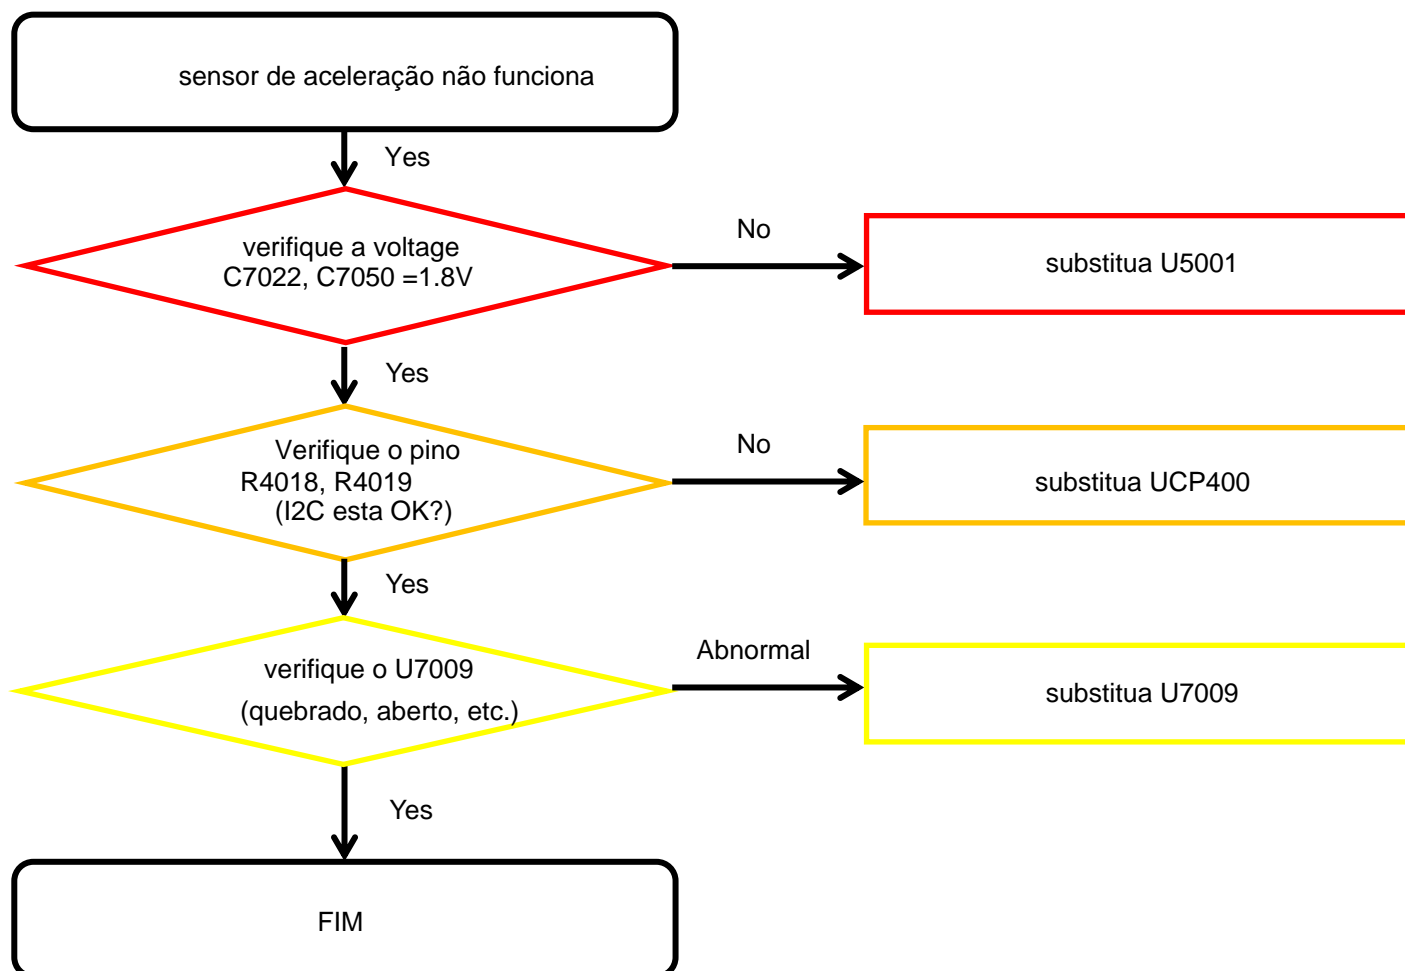 sensor de aceleração não funciona
Yes
verifique a voltage
C7022, C7050 =1.8V
No
substitua U5001
Yes
Verifique o pino
R4018, R4019
(I2C esta OK?)
No
substitua UCP400
Yes
verifique o U7009
(quebrado, aberto, etc.)
Abnormal
substitua U7009
Yes
FIM